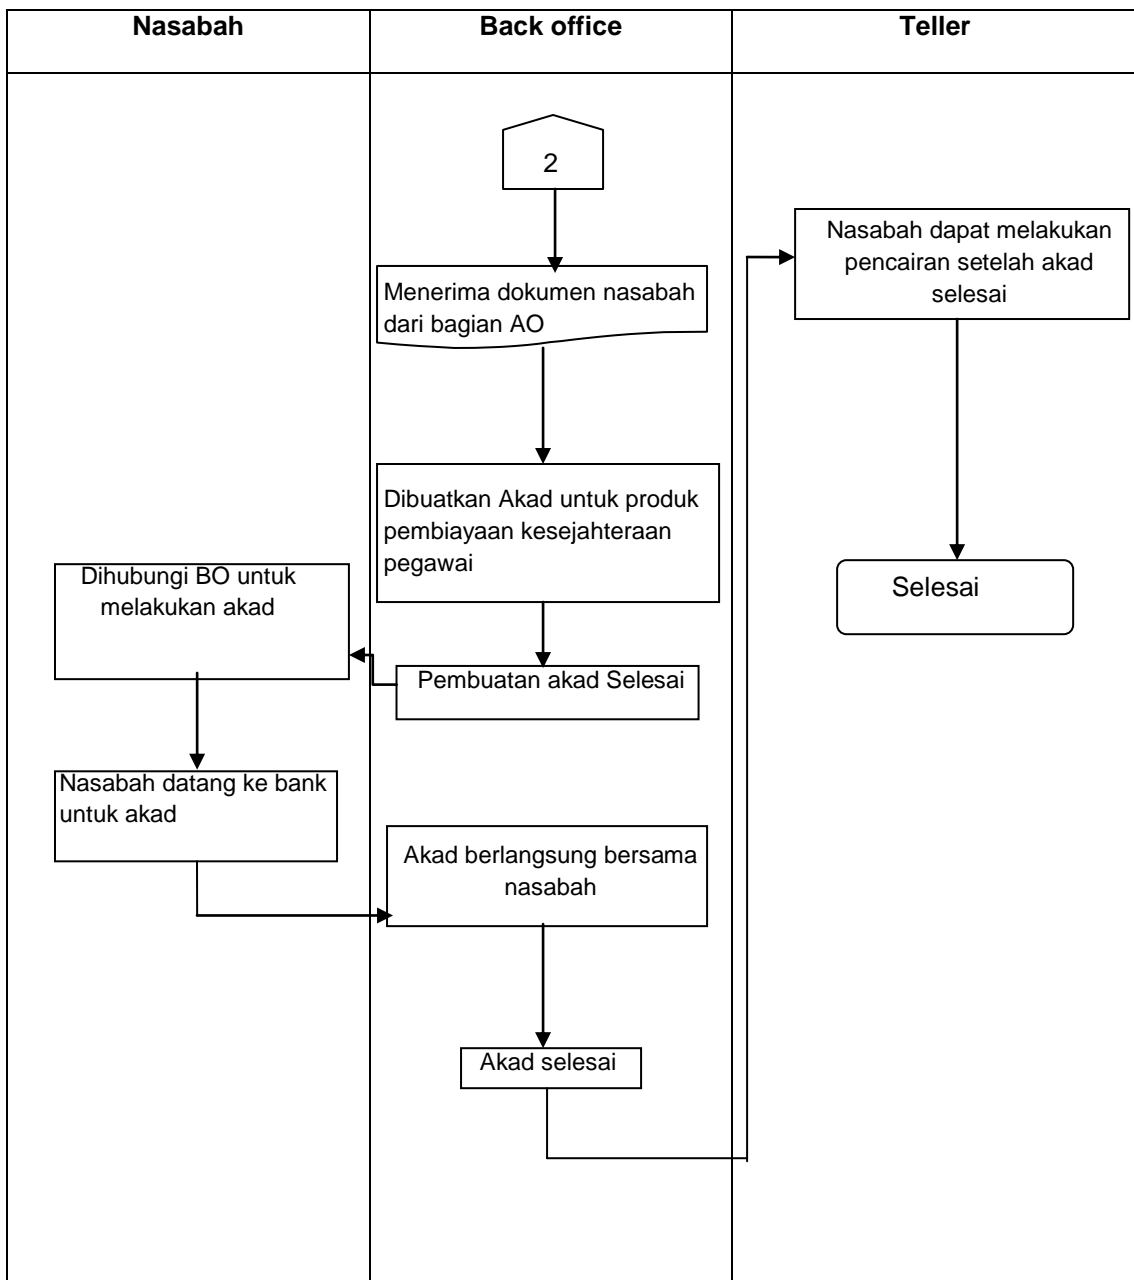 Nasabah
Back office
Teller
2
Menerima dokumen nasabah
dari bagian AO
Dibuatkan Akad untuk produk
pembiayaan kesejahteraan
pegawai
Pembuatan akad Selesai
Dihubungi BO untuk
melakukan akad
Nasabah datang ke bank
untuk akad
Akad berlangsung bersama
nasabah
Akad selesai
Nasabah dapat melakukan
pencairan setelah akad
selesai
Selesai